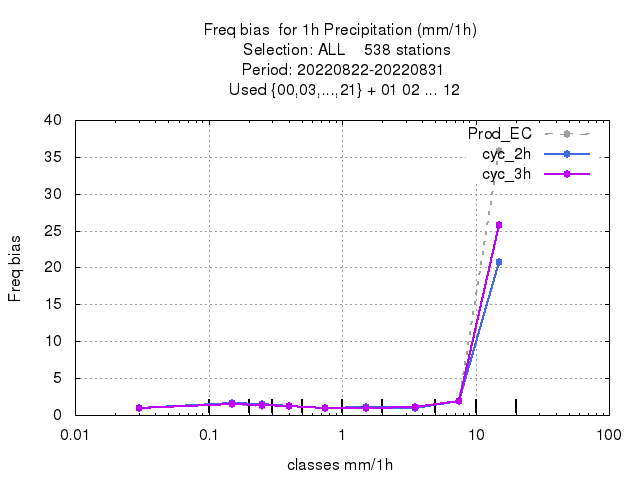 Freq bias  for 1h Precipitation (mm/1h)
Selection: ALL    538 stations
Period: 20220822-20220831
Used {00,03,...,21} + 01 02 ... 12
Prod_EC
cyc_2h
cyc_3h
40
35
30
25
20
15
10
5
0
Freq bias
0.01 0.1 1 10 100
classes mm/1h